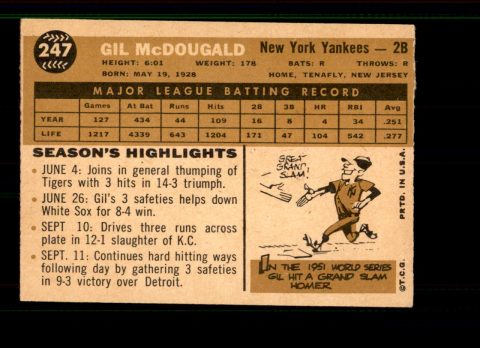 247
GIL McDOUGALD New York Yankees — 2B
HEIGHT: 6:01 WEIGHT: 178 BATS: R THROWS: R
BORN: MAY 19, 1928 HOME, TENAFLY, NEW JERSEY
MAJOR LEAGUE BATTING RECORD
Games At Bat Runs Hits 2B 3B HR RBI Avg
YEAR 127 434 44 109 16 8 4 34 .251
LIFE 1217 4339 643 1204 171 47 104 542 .277
SEASON'S HIGHLIGHTS
• JUNE 4: Joins in general thumping of
Tigers with 3 hits in 14-3 triumph.
• JUNE 26: Gil's 3 safeties helps down
White Sox for 8-4 win.
• SEPT 10: Drives three runs across
plate in 12-1 slaughter of K.C.
• SEPT. 11: Continues hard hitting ways
following day by gathering 3 safeties
in 9-3 victory over Detroit.
GREAT
GRAND
SLAM!
NY
IN THE 1951 WORLD SERIES
GIL HIT A GRAND SLAM
HOMER
©T.C.G. PRTD. IN U.S.A.